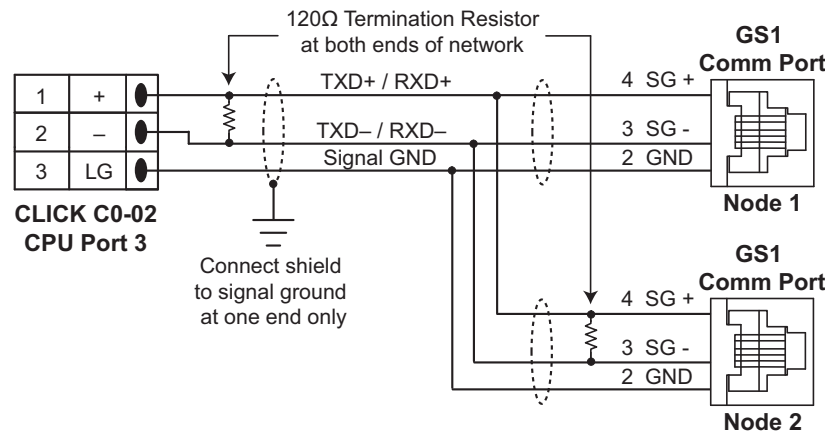 120Ω Termination Resistor
at both ends of network
GS1
Comm Port
1 +
2 –
3 LG
TXD+ / RXD+
TXD– / RXD–
Signal GND
4 SG +
3 SG -
2 GND
Node 1
CLICK C0-02
CPU Port 3
Connect shield
to signal ground
at one end only
GS1
Comm Port
4 SG +
3 SG -
2 GND
Node 2